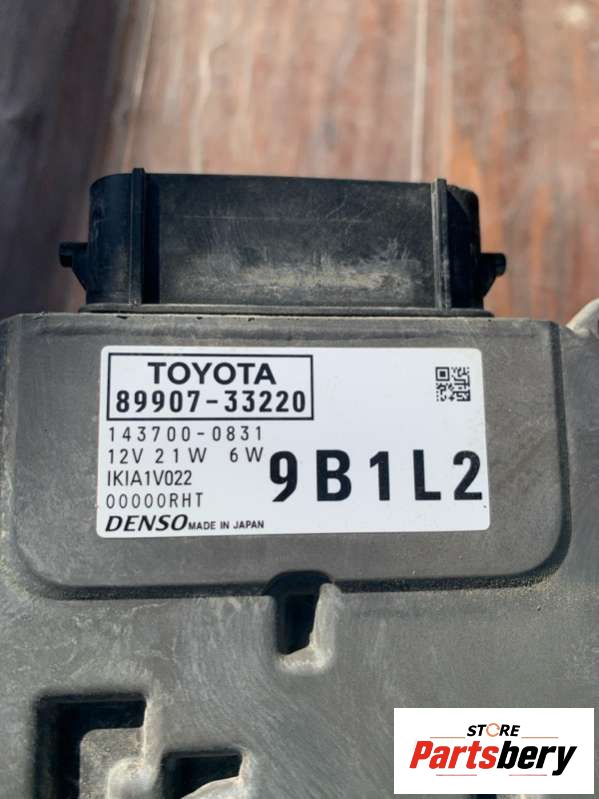 TOYOTA
89907-33220
143700-0831
12V 21W 6W
IKIA1V022
00000RHT
9B1L2
DENSO MADE IN JAPAN
STORE
Partsbery